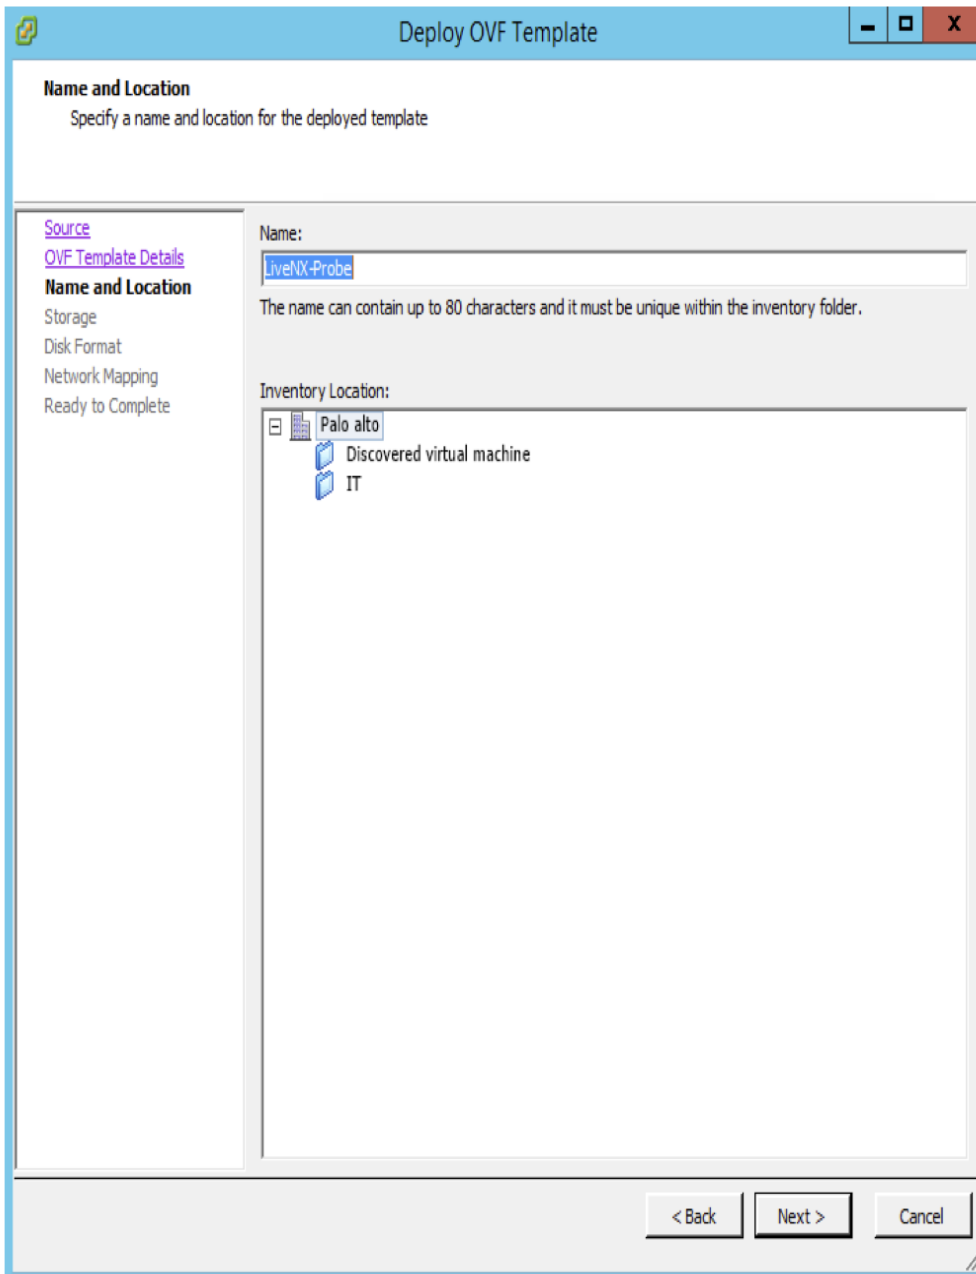 Deploy OVF Template
X
Name and Location
Specify a name and location for the deployed template
Source
OVF Template Details
Name and Location
Storage
Disk Format
Network Mapping
Ready to Complete
Name:
LiveNX-Probe
The name can contain up to 80 characters and it must be unique within the inventory folder.
Inventory Location:
Palo alto
Discovered virtual machine
IT
< Back
Next >
Cancel